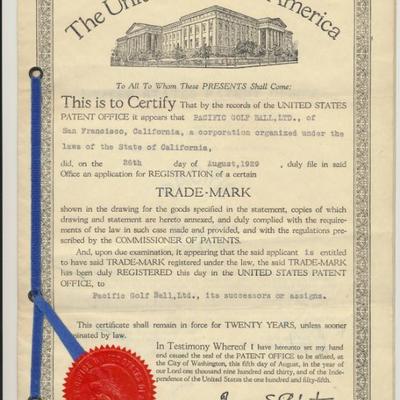 The Uni
merica
To All To Whom These PRESENTS Shall Come:
This is to Certify That by the records of the UNITED STATES
PATENT OFFICE it appears that PACIFIC GOLF BALL,LTD., of
San Francisco, California, a corporation organized under the
laws of the State of California,
did, on the 26th day of August,1929 , duly file in said
Office an application for REGISTRATION of a certain
TRADE-MARK
shown in the drawing for the goods specified in the statement, copies of which
drawing and statement are hereto annexed, and duly complied with the require-
ments of the law in such case made and provided, and with the regulations pre-
scribed by the COMMISSIONER OF PATENTS.
And, upon due examination, it appearing that the said applicant is entitled
to have said TRADE-MARK registered under the law, the said TRADE-MARK
has been duly REGISTERED this day in the UNITED STATES PATENT
OFFICE, to
Pacific Golf Ball,Ltd., its successors or assigns.
This certificate shall remain in force for TWENTY YEARS, unless sooner
minated by law.
In Testimony Whereof I have hereunto set my
hand and caused the seal of the PATENT OFFICE to be affixed, at
the City of Washington, this fifth day of August, in the year of
our Lord one thousand nine hundred and thirty, and of the Inde-
pendence of the United States the one hundred and fifty-fifth.